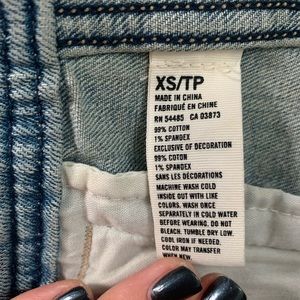 XS/TP
MADE IN CHINA
FABRIQUÉ EN CHINE
RN 54485 CA 03873
99% COTTON
1% SPANDEX
EXCLUSIVE OF DECORATION
99% COTON
1% SPANDEX
SANS LES DÉCORATIONS
MACHINE WASH COLD
INSIDE OUT WITH LIKE
COLORS. WASH ONCE
SEPARATELY IN COLD WATER
BEFORE WEARING. DO NOT
BLEACH. TUMBLE DRY LOW.
COOL IRON IF NEEDED.
COLOR MAY TRANSFER
WHEN NEW.